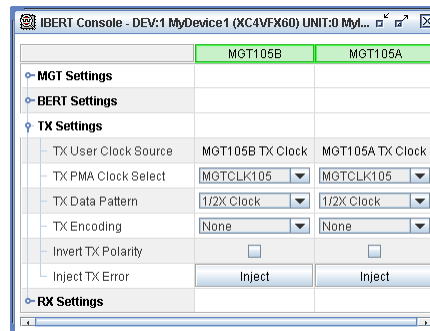 IBERT Console - DEV:1 MyDevice1 (XC4VFX60) UNIT:0 MyI...
MGT105B MGT105A
MGT Settings
BERT Settings
TX Settings
TX User Clock Source MGT105B TX Clock MGT105A TX Clock
TX PMA Clock Select MGTCLK105 MGTCLK105
TX Data Pattern 1/2X Clock 1/2X Clock
TX Encoding None None
Invert TX Polarity
Inject TX Error Inject Inject
RX Settings